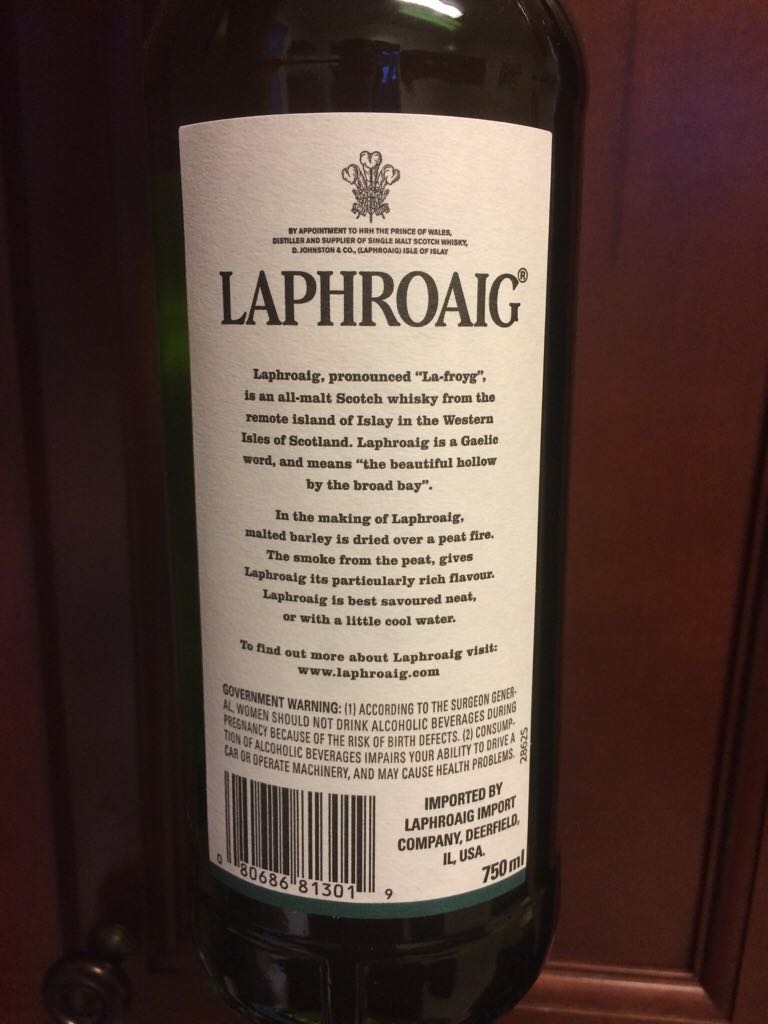 BY APPOINTMENT TO HRH THE PRINCE OF WALES,
DISTILLER AND SUPPLIER OF SINGLE MALT SCOTCH WHISKY,
D. JOHNSTON & CO., (LAPHROAIG) ISLE OF ISLAY
LAPHROAIG®
Laphroaig, pronounced “La-froyg”,
is an all-malt Scotch whisky from the
remote island of Islay in the Western
Isles of Scotland. Laphroaig is a Gaelic
word, and means “the beautiful hollow
by the broad bay”.
In the making of Laphroaig,
malted barley is dried over a peat fire.
The smoke from the peat, gives
Laphroaig its particularly rich flavour.
Laphroaig is best savoured neat,
or with a little cool water.
To find out more about Laphroaig visit:
www.laphroaig.com
GOVERNMENT WARNING: (1) ACCORDING TO THE SURGEON GENER-
AL, WOMEN SHOULD NOT DRINK ALCOHOLIC BEVERAGES DURING
PREGNANCY BECAUSE OF THE RISK OF BIRTH DEFECTS. (2) CONSUMP-
TION OF ALCOHOLIC BEVERAGES IMPAIRS YOUR ABILITY TO DRIVE A
CAR OR OPERATE MACHINERY, AND MAY CAUSE HEALTH PROBLEMS.
28625
IMPORTED BY
LAPHROAIG IMPORT
COMPANY, DEERFIELD,
IL, USA.
750 ml
0 80686 81301 9